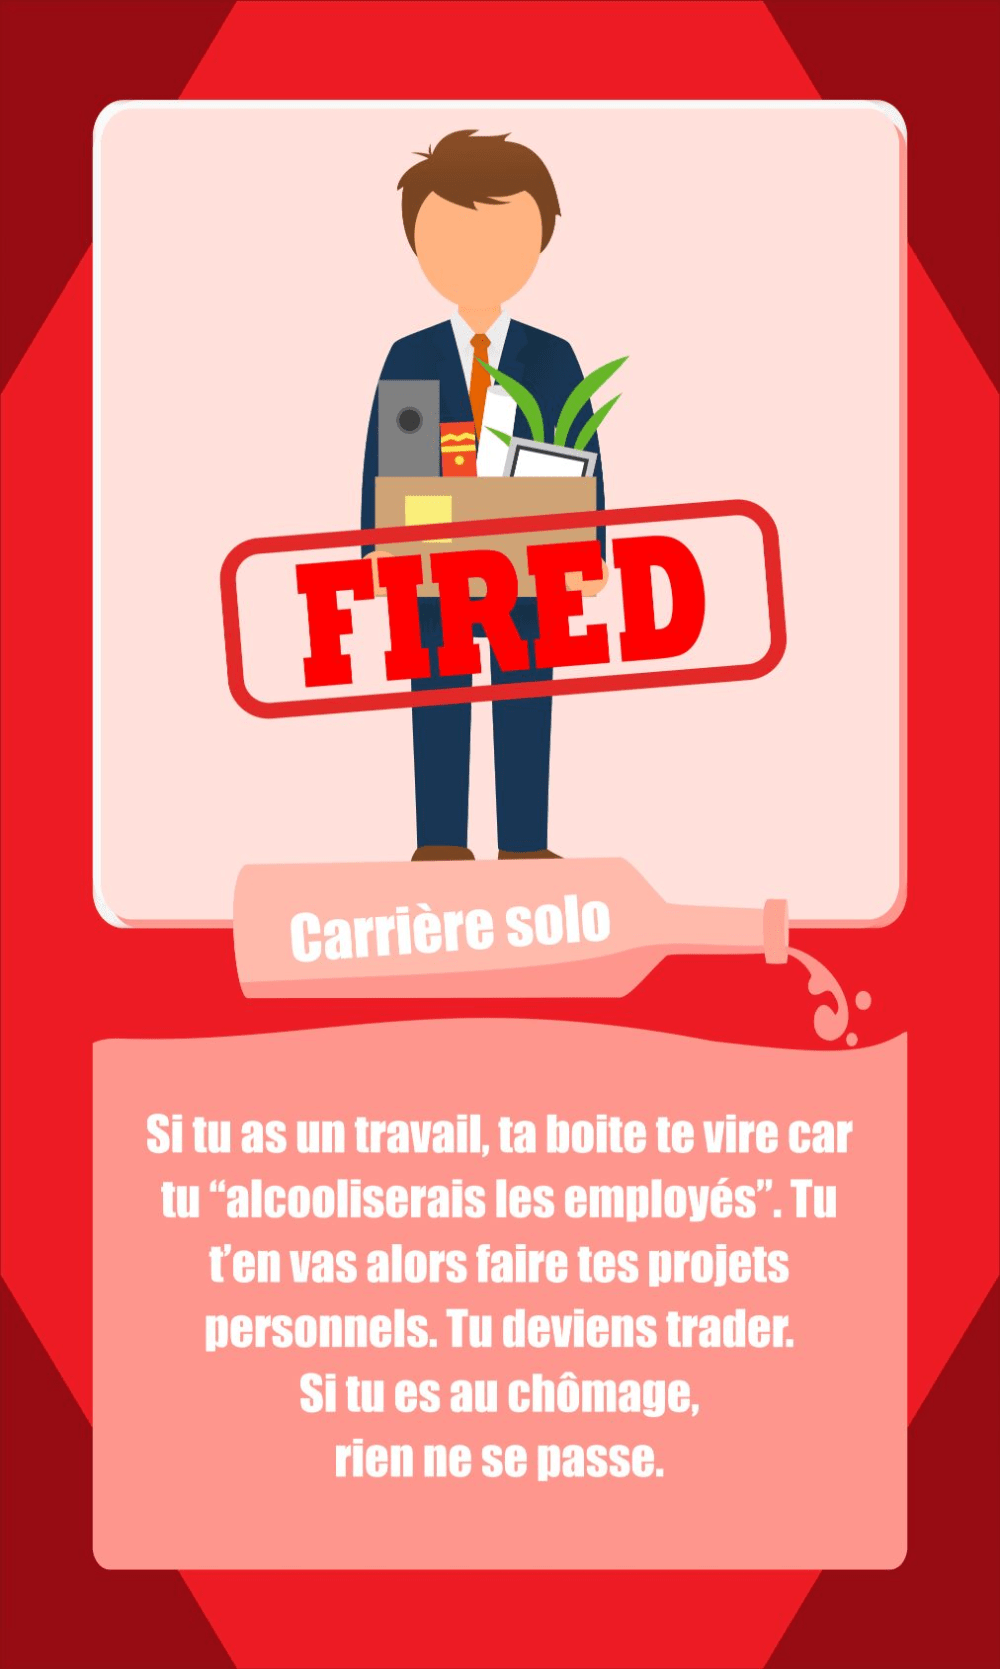 FIRED
Carrière solo
Si tu as un travail, ta boite te vire car
tu “alcooliserais les employés”. Tu
t’en vas alors faire tes projets
personnels. Tu deviens trader.
Si tu es au chômage,
rien ne se passe.